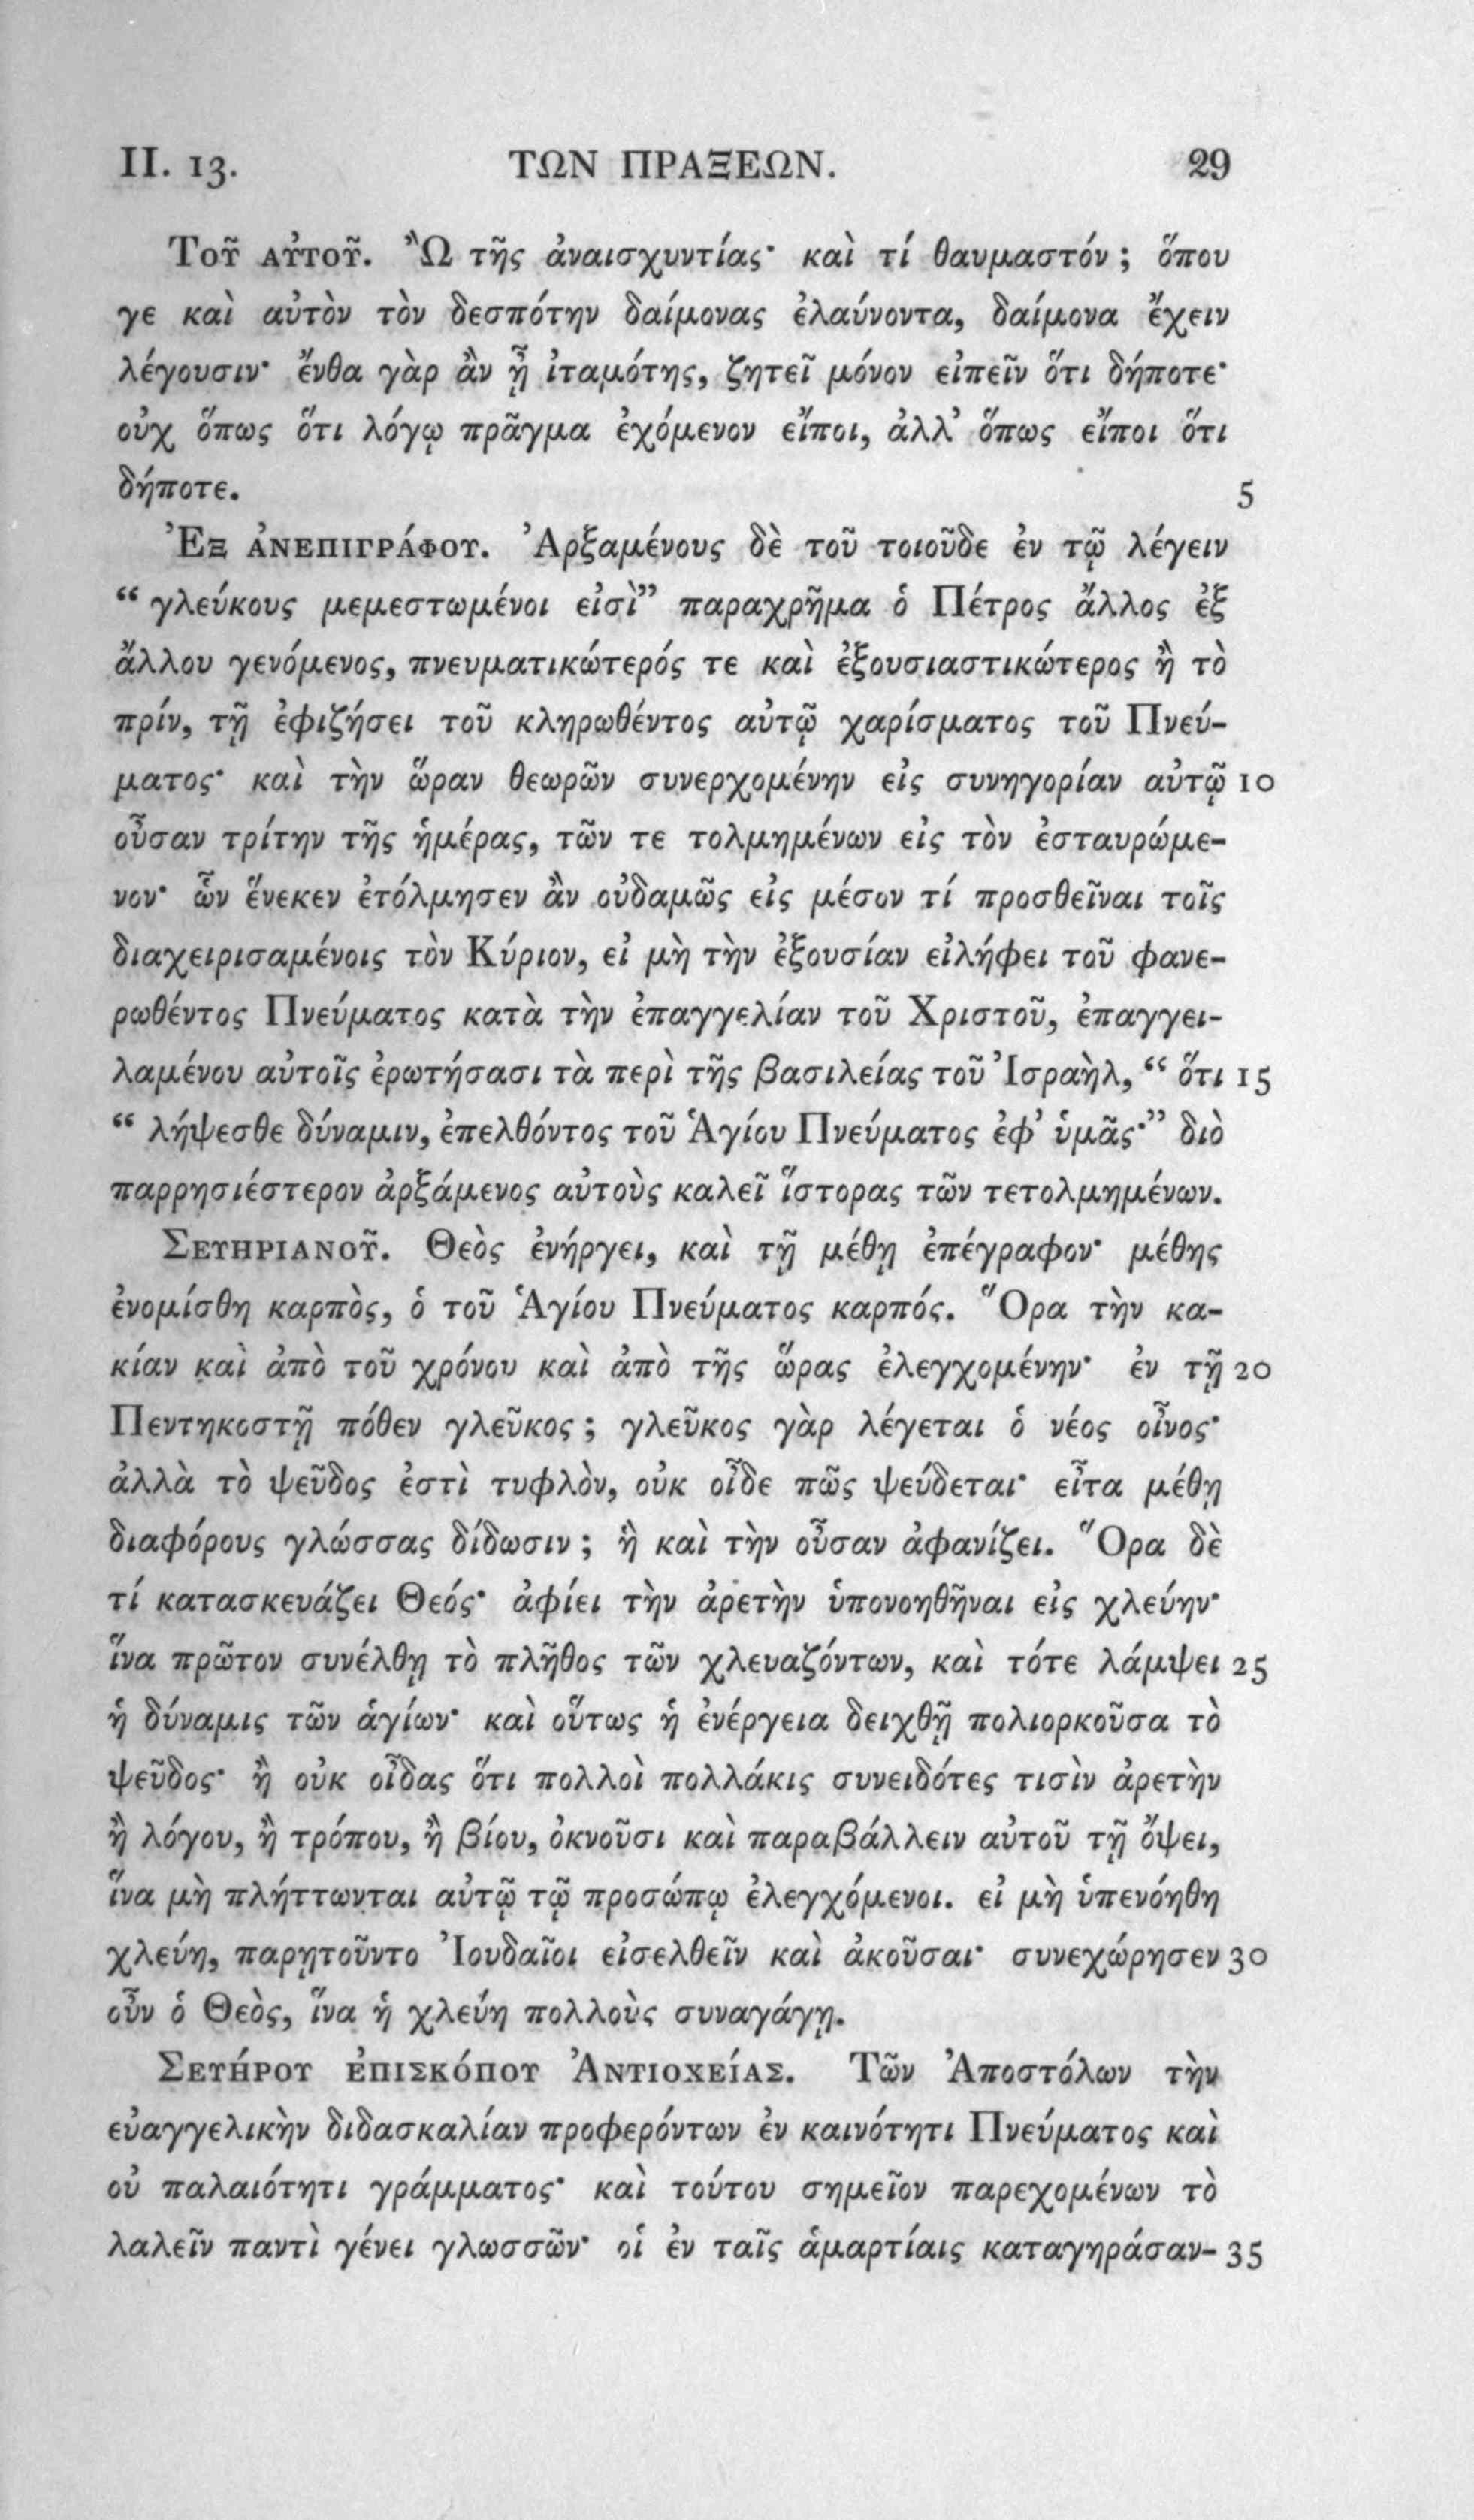 II. 13. ΤΩΝ ΠΡΑΞΕΩΝ. 29
Τοῦ αὐτοῦ. Ὢ τῆς ἀναισχυντίας· καὶ τί θαυμαστόν; ὅπου
γε καὶ αὐτὸν τὸν δεσπότην δαίμονας ἐλαύνοντα, δαίμονα ἔχειν
λέγουσιν· ἔνθα γὰρ ἂν ᾖ ἰταμότης, ζητεῖ μόνον εἰπεῖν ὅτι δήποτε·
οὐχ ὅπως ὅτι λόγῳ πρᾶγμα ἐχόμενον εἴποι, ἀλλ’ ὅπως εἴποι ὅτι
δήποτε. 5
Ἐξ ἀνεπιγράφου. Ἀρξαμένους δὲ τοῦ τοιοῦδε ἐν τῷ λέγειν
“ γλεύκους μεμεστωμένοι εἰσὶ” παραχρῆμα ὁ Πέτρος ἄλλος ἐξ
ἄλλου γενόμενος, πνευματικώτερός τε καὶ ἐξουσιαστικώτερος ἢ τὸ
πρίν, τῇ ἐφιζήσει τοῦ κληρωθέντος αὐτῷ χαρίσματος τοῦ Πνεύ-
ματος· καὶ τὴν ὥραν θεωρῶν συνερχομένην εἰς συνηγορίαν αὐτῷ 10
οὖσαν τρίτην τῆς ἡμέρας, τῶν τε τολμημένων εἰς τὸν ἐσταυρώμε-
νον· ὧν ἕνεκεν ἐτόλμησεν ἂν οὐδαμῶς εἰς μέσον τί προσθεῖναι τοῖς
διαχειρισαμένοις τὸν Κύριον, εἰ μὴ τὴν ἐξουσίαν εἰλήφει τοῦ φανε-
ρωθέντος Πνεύματος κατὰ τὴν ἐπαγγελίαν τοῦ Χριστοῦ, ἐπαγγει-
λαμένου αὐτοῖς ἐρωτήσασι τὰ περὶ τῆς βασιλείας τοῦ Ἰσραὴλ, “ ὅτι 15
“ λήψεσθε δύναμιν, ἐπελθόντος τοῦ Ἁγίου Πνεύματος ἐφ’ ὑμᾶς·” διὸ
παρρησιέστερον ἀρξάμενος αὐτοὺς καλεῖ ἵστορας τῶν τετολμημένων.
Σευηριανοῦ. Θεὸς ἐνήργει, καὶ τῇ μέθῃ ἐπέγραφον· μέθης
ἐνομίσθη καρπὸς, ὁ τοῦ Ἁγίου Πνεύματος καρπός. Ὅρα τὴν κα-
κίαν καὶ ἀπὸ τοῦ χρόνου καὶ ἀπὸ τῆς ὥρας ἐλεγχομένην· ἐν τῇ 20
Πεντηκοστῇ πόθεν γλεῦκος; γλεῦκος γὰρ λέγεται ὁ νέος οἶνος·
ἀλλὰ τὸ ψεῦδος ἐστὶ τυφλὸν, οὐκ οἶδε πῶς ψεύδεται· εἶτα μέθῃ
διαφόρους γλώσσας δίδωσιν; ἢ καὶ τὴν οὖσαν ἀφανίζει. Ὅρα δὲ
τί κατασκευάζει Θεός· ἀφίει τὴν ἀρετὴν ὑπονοηθῆναι εἰς χλεύην·
ἵνα πρῶτον συνέλθῃ τὸ πλῆθος τῶν χλευαζόντων, καὶ τότε λάμψει 25
ἡ δύναμις τῶν ἁγίων· καὶ οὕτως ἡ ἐνέργεια δειχθῇ πολιορκοῦσα τὸ
ψεῦδος· ἢ οὐκ οἶδας ὅτι πολλοὶ πολλάκις συνειδότες τισὶν ἀρετὴν
ἢ λόγου, ἢ τρόπου, ἢ βίου, ὀκνοῦσι καὶ παραβάλλειν αὐτοῦ τῇ ὄψει,
ἵνα μὴ πλήττωνται αὐτῷ τῷ προσώπῳ ἐλεγχόμενοι. εἰ μὴ ὑπενόηθη
χλεύη, παρῃτοῦντο Ἰουδαῖοι εἰσελθεῖν καὶ ἀκοῦσαι· συνεχώρησεν 30
οὖν ὁ Θεὸς, ἵνα ἡ χλεύη πολλοὺς συναγάγῃ.
Σευήρου ἐπισκόπου Ἀντιοχείας. Τῶν Ἀποστόλων τὴν
εὐαγγελικὴν διδασκαλίαν προφερόντων ἐν καινότητι Πνεύματος καὶ
οὐ παλαιότητι γράμματος· καὶ τούτου σημεῖον παρεχομένων τὸ
λαλεῖν παντὶ γένει γλωσσῶν· οἱ ἐν ταῖς ἁμαρτίαις καταγηράσαν- 35